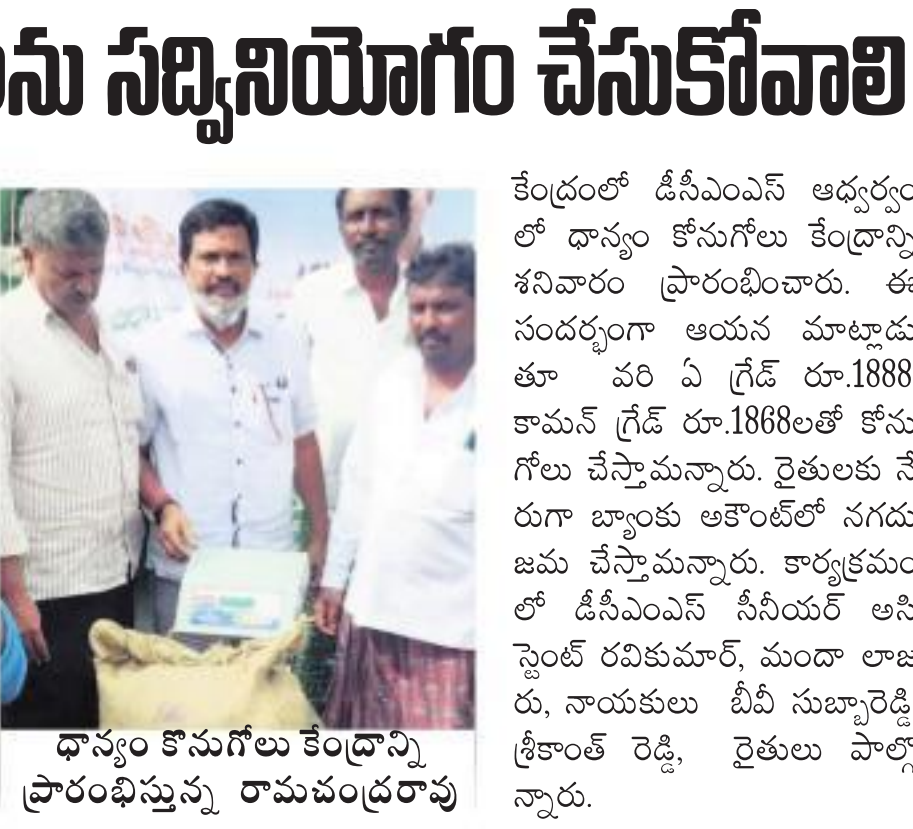 ను సద్వినియోగం చేసుకోవాలి
కేంద్రంలో డీసీఎంఎస్ ఆధ్వర్వం
లో ధాన్యం కోనుగోలు కేంద్రాన్ని
శనివారం ప్రారంభించారు. ఈ
సందర్భంగా ఆయన మాట్లాడు
తూ వరి ఏ గ్రేడ్ రూ.1888
కామన్ గ్రేడ్ రూ.1868లతో కోను
గోలు చేస్తామన్నారు. రైతులకు నే
రుగా బ్యాంకు అకౌంట్‌లో నగదు
జమ చేస్తామన్నారు. కార్యక్రమం
లో డీసీఎంఎస్ సీనీయర్ అసి
స్టెంట్ రవికుమార్, మందా లాజ
రు, నాయకులు బీవీ సుబ్బారెడ్డి
శ్రీకాంత్ రెడ్డి, రైతులు పాల్గొ
న్నారు.
ధాన్యం కొనుగోలు కేంద్రాన్ని
ప్రారంభిస్తున్న రామచంద్రరావు